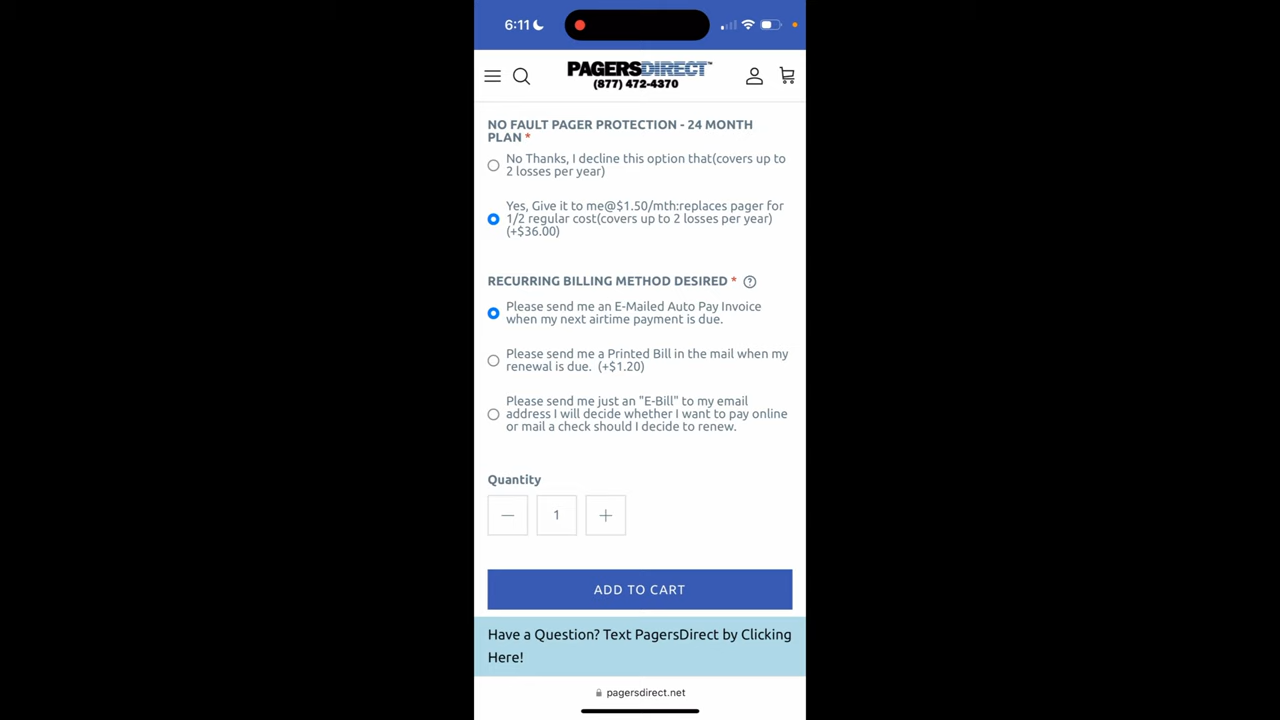 6:11
PAGERSDIRECT™
(877) 472-4370
NO FAULT PAGER PROTECTION - 24 MONTH
PLAN *
No Thanks, I decline this option that(covers up to
2 losses per year)
Yes, Give it to me@$1.50/mth:replaces pager for
1/2 regular cost(covers up to 2 losses per year)
(+$36.00)
RECURRING BILLING METHOD DESIRED * ?
Please send me an E-Mailed Auto Pay Invoice
when my next airtime payment is due.
Please send me a Printed Bill in the mail when my
renewal is due. (+$1.20)
Please send me just an "E-Bill" to my email
address I will decide whether I want to pay online
or mail a check should I decide to renew.
Quantity
1
ADD TO CART
Have a Question? Text PagersDirect by Clicking
Here!
pagersdirect.net